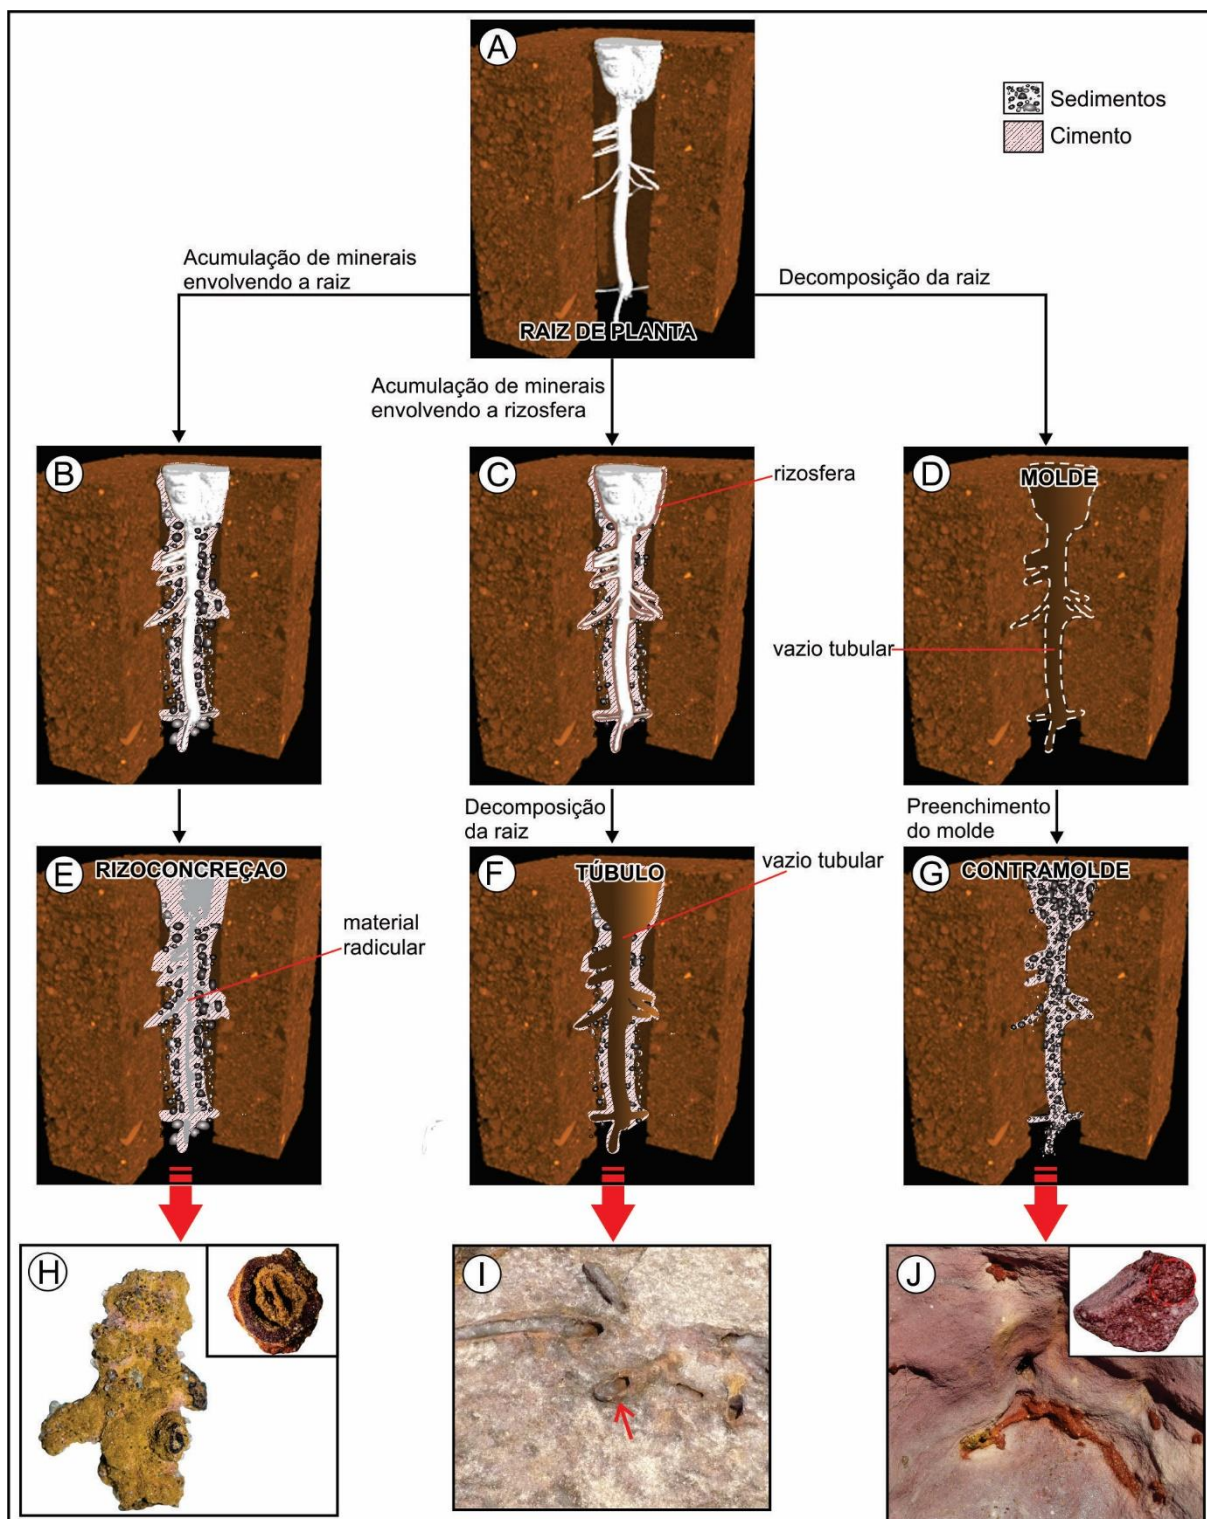 A
Sedimentos
Cimento
Acumulação de minerais
envolvendo a raiz
Decomposição da raiz
RAIZ DE PLANTA
Acumulação de minerais
envolvendo a rizosfera
B
C
rizosfera
D
MOLDE
vazio tubular
Decomposição
da raiz
Preenchimento
do molde
E
RIZOCONCREÇAO
material
radicular
F
TÚBULO
vazio tubular
G
CONTRAMOLDE
H
I
J